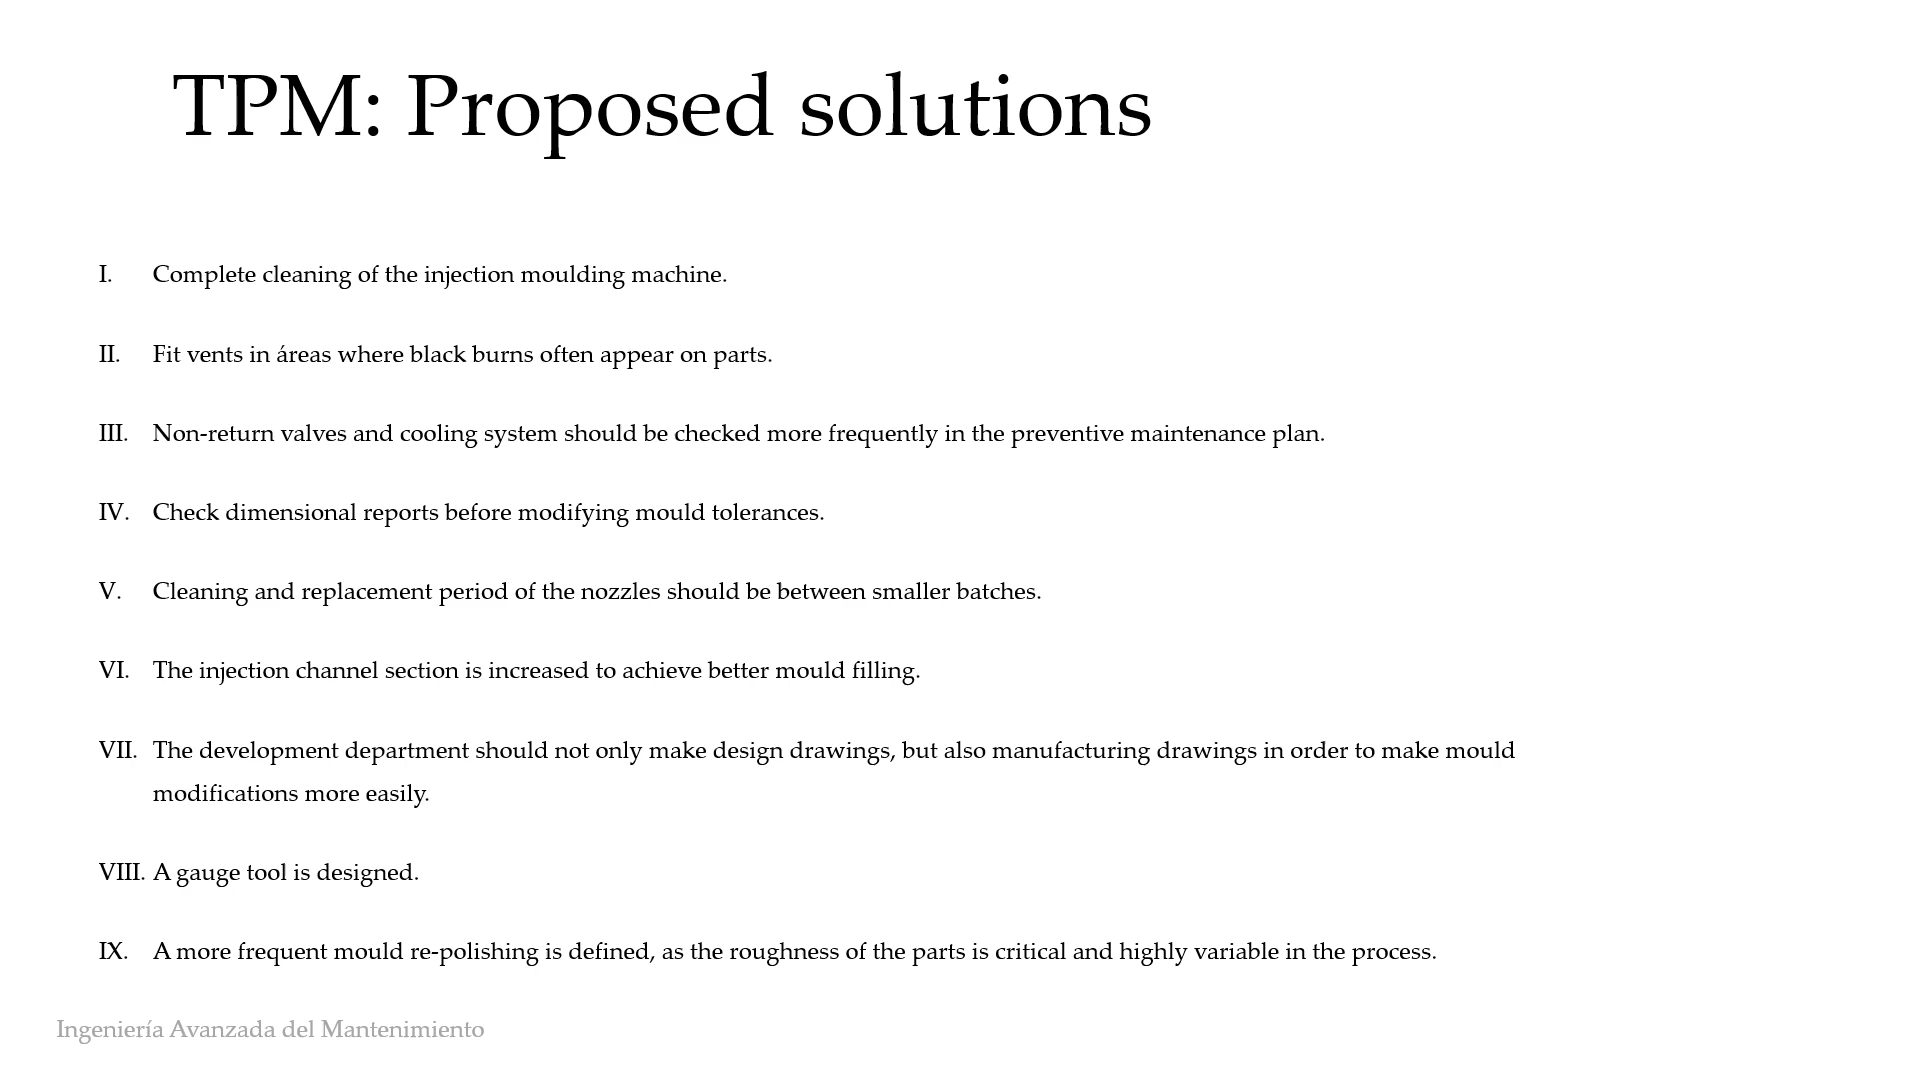 TPM: Proposed solutions
I. Complete cleaning of the injection moulding machine.
II. Fit vents in áreas where black burns often appear on parts.
III. Non-return valves and cooling system should be checked more frequently in the preventive maintenance plan.
IV. Check dimensional reports before modifying mould tolerances.
V. Cleaning and replacement period of the nozzles should be between smaller batches.
VI. The injection channel section is increased to achieve better mould filling.
VII. The development department should not only make design drawings, but also manufacturing drawings in order to make mould
modifications more easily.
VIII. A gauge tool is designed.
IX. A more frequent mould re-polishing is defined, as the roughness of the parts is critical and highly variable in the process.
Ingeniería Avanzada del Mantenimiento